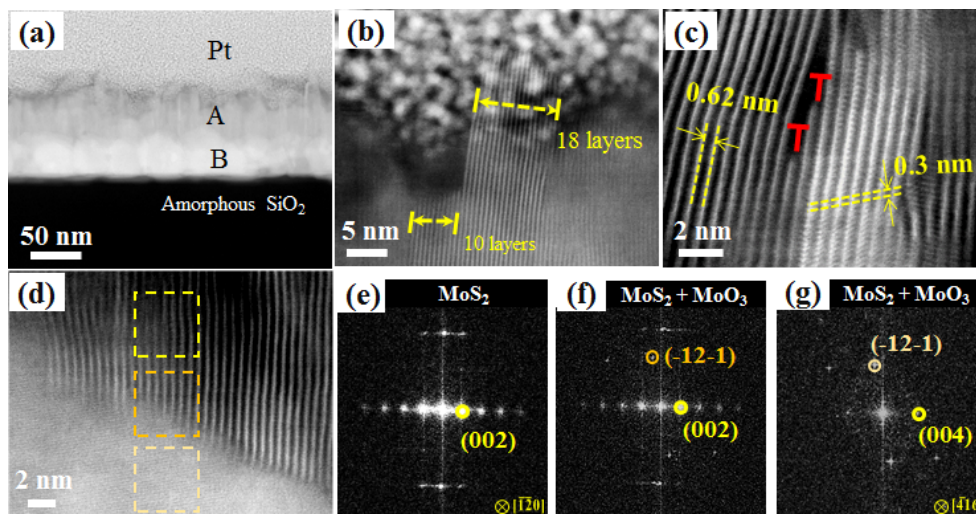 (a)
Pt
A
B
Amorphous SiO₂
50 nm
(b)
18 layers
10 layers
5 nm
(c)
0.62 nm
0.3 nm
2 nm
(d)
2 nm
(e)
MoS₂
(002)
⊗[1̅1̅20]
(f)
MoS₂ + MoO₃
(-12-1)
(002)
(g)
MoS₂ + MoO₃
(-12-1)
(004)